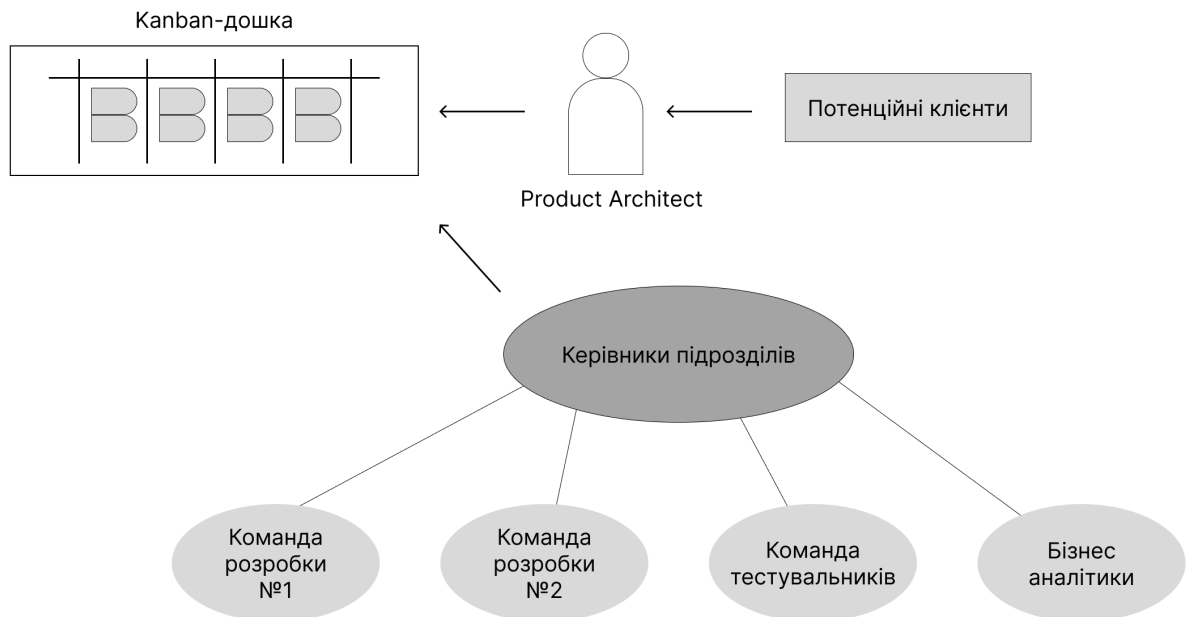 Kanban-дошка
Потенційні клієнти
Product Architect
Керівники підрозділів
Команда
розробки
№1
Команда
розробки
№2
Команда
тестувальників
Бізнес
аналітики